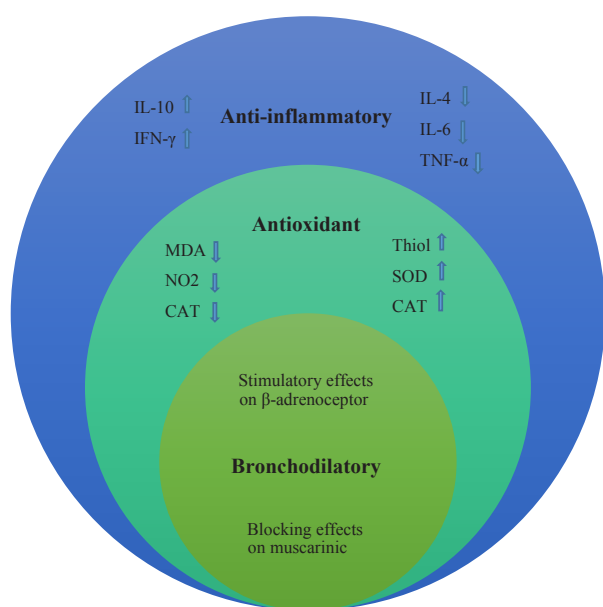 IL-10
IFN-γ
Anti-inflammatory
IL-4
IL-6
TNF-α
Antioxidant
MDA
NO2
CAT
Thiol
SOD
CAT
Stimulatory effects
on β-adrenoceptor
Bronchodilatory
Blocking effects
on muscarinic